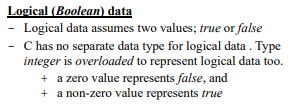 Logical (Boolean) data
− Logical data assumes two values; true or false
− C has no separate data type for logical data . Type
integer is overloaded to represent logical data too.
+ a zero value represents false, and
+ a non-zero value represents true